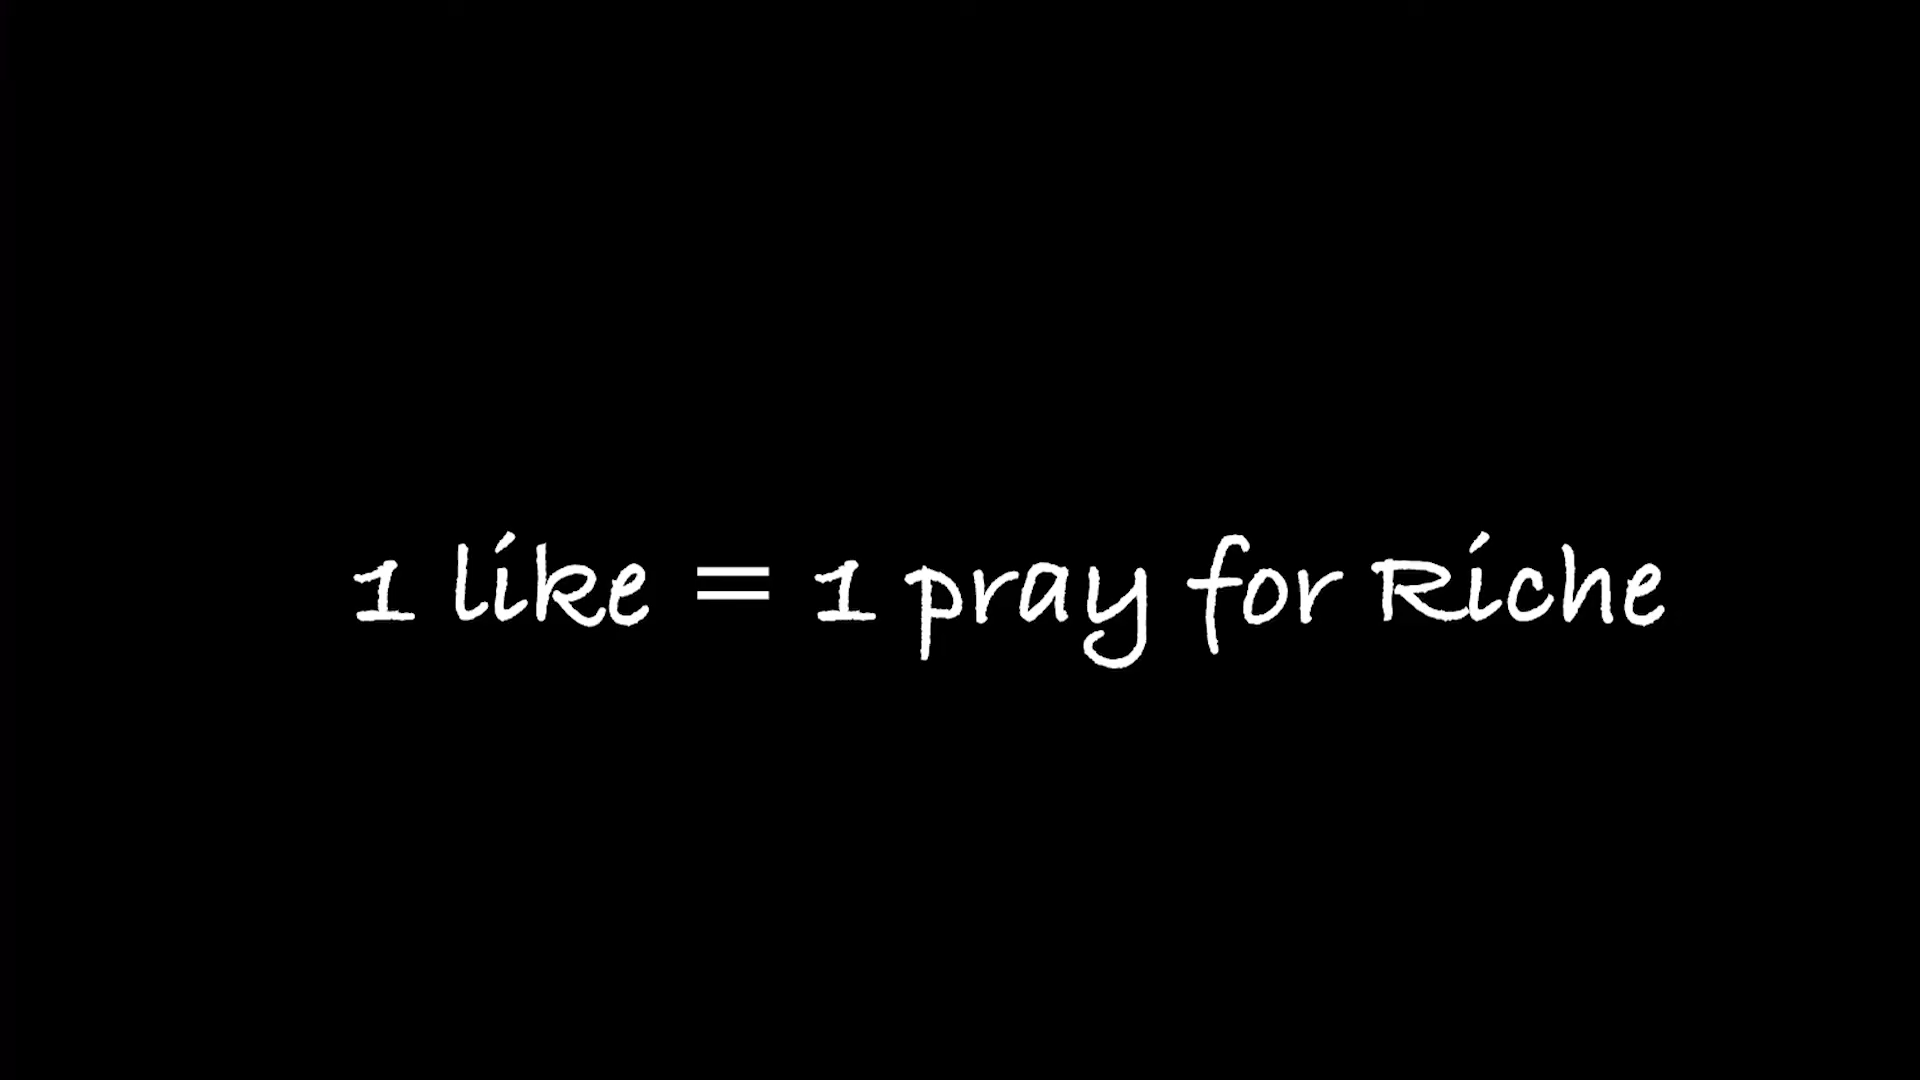 1 like = 1 pray for Riche